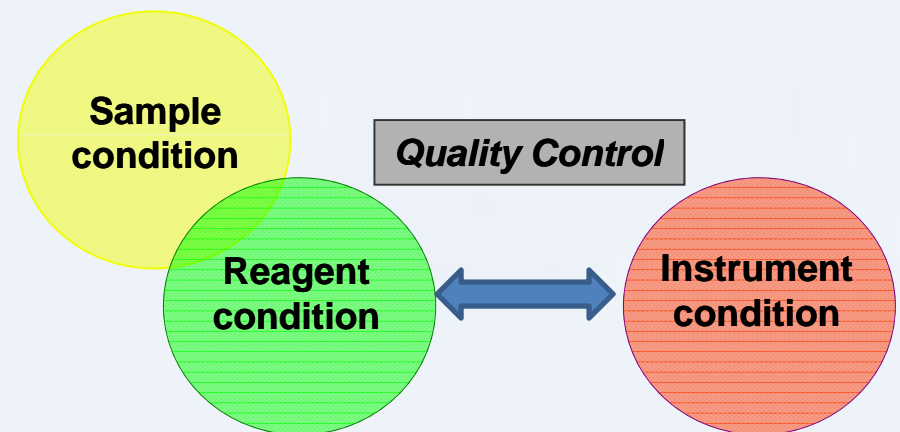 Sample
condition
Quality Control
Reagent
condition
Instrument
condition